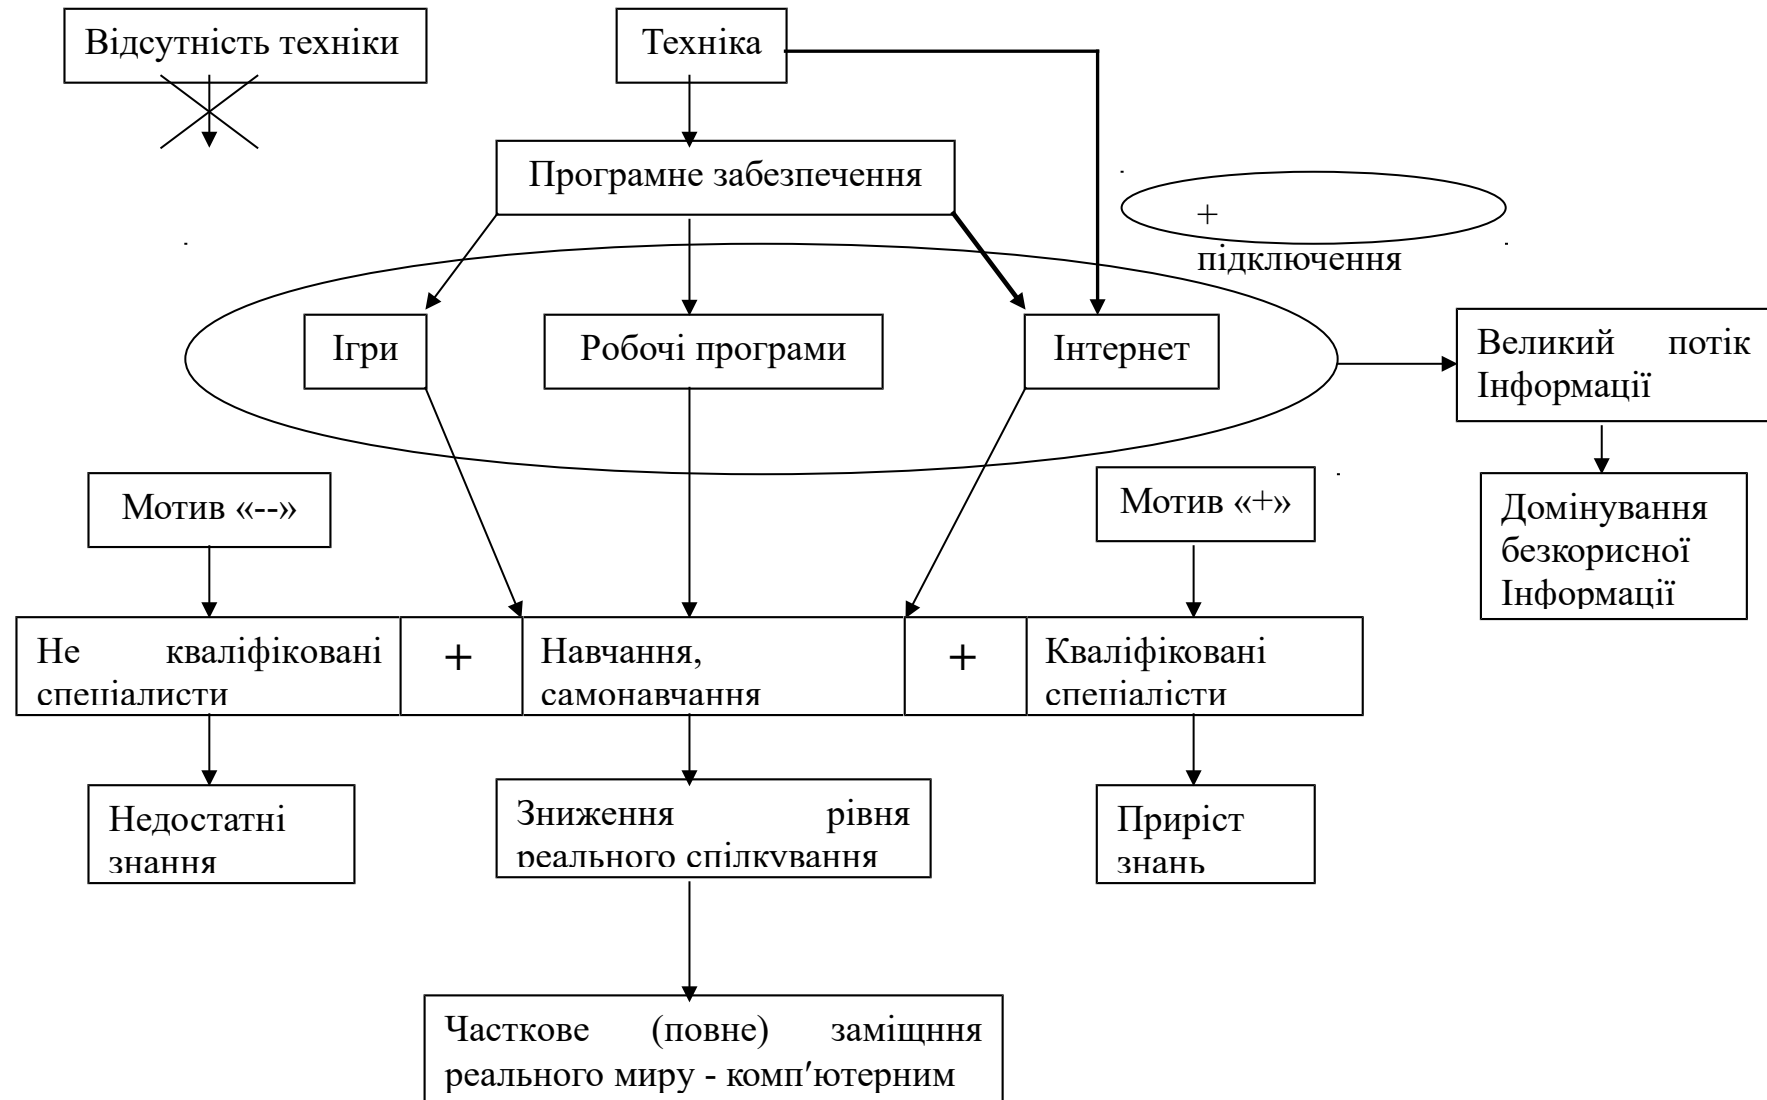 Відсутність техніки
Техніка
Програмне забезпечення
+
підключення
Ігри
Робочі програми
Інтернет
Великий потік
Інформації
Мотив «--»
Мотив «+»
Домінування
безкорисної
Інформації
Не кваліфіковані
спеціалисти
+
Навчання,
самонавчання
+
Кваліфіковані
спеціалісти
Недостатні
знання
Зниження рівня
реального спілкування
Приріст
знань
Часткове (повне) заміщння
реального миру - комп′ютерним